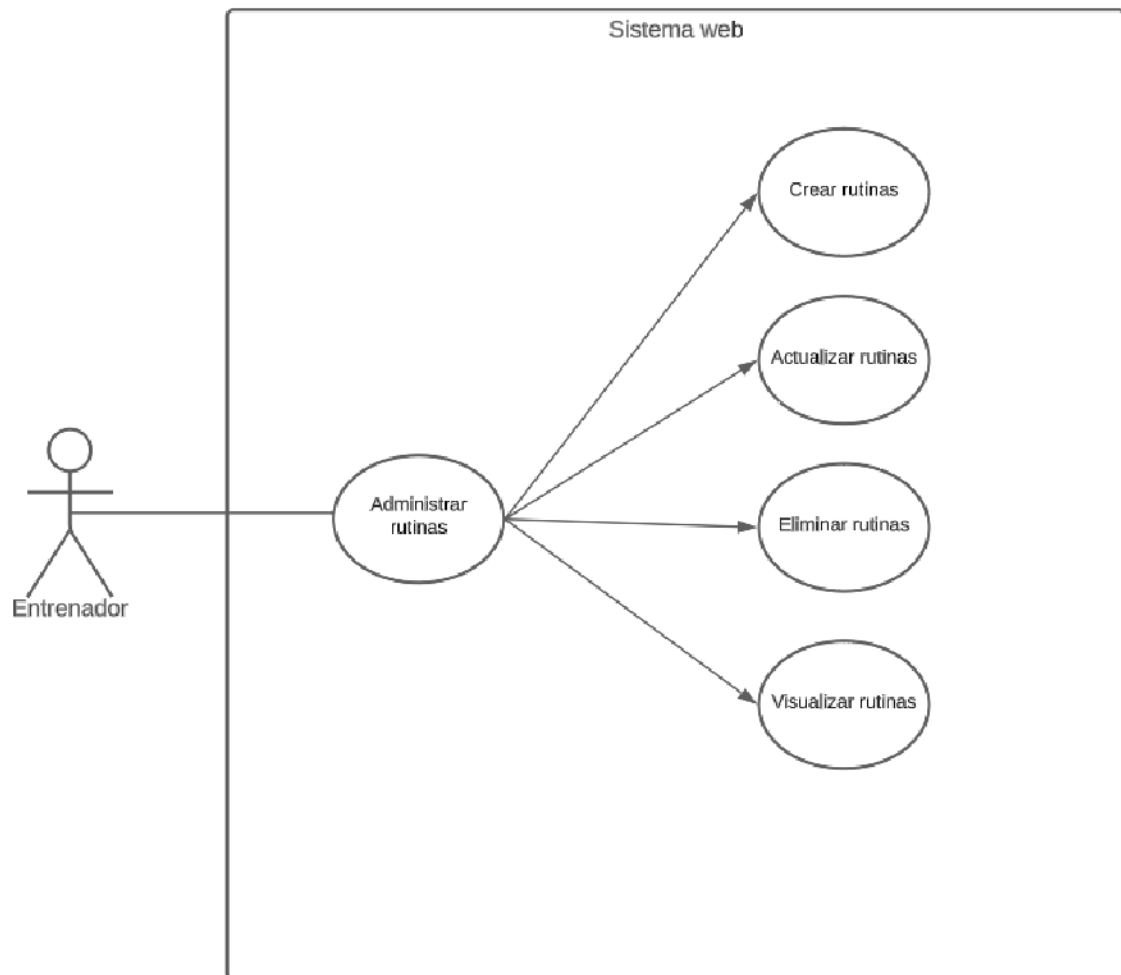 Sistema web
Crear rutinas
Actualizar rutinas
Administrar
rutinas
Eliminar rutinas
Entrenador
Visualizar rutinas